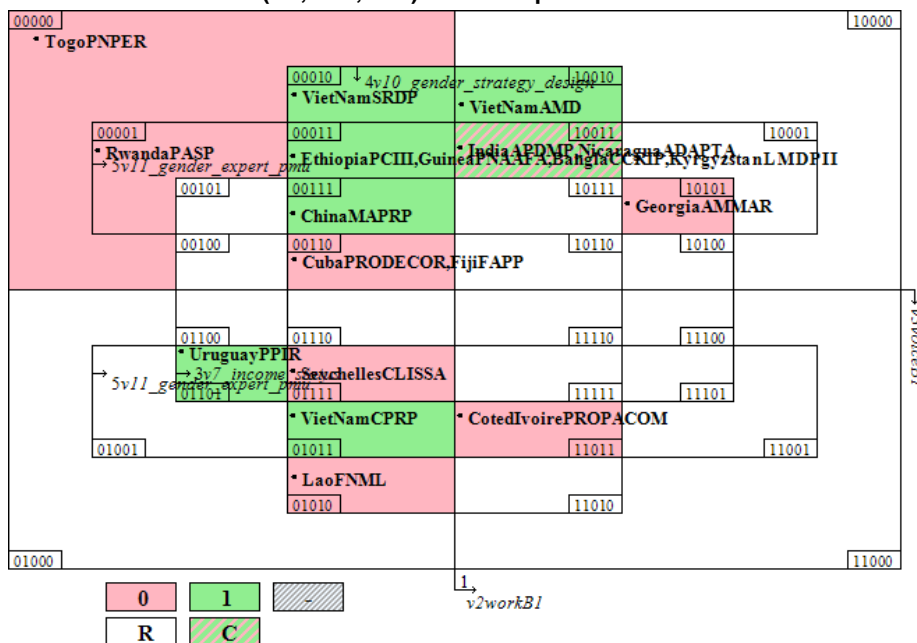 00000
10000
TogoPNPER
00010
4v10_gender_strategy_design
10010
VietNamSRDP
VietNamAMD
00001
00011
10011
10001
RwandaPASP
IndiaAPDMP,NicaraguaADAPTA
5v11_gender_expert_pmu
EthiopiaPCIII,GuineaPNAAFA,BanglaCCRIP,KyrgyzstanLMDPII
00101
00111
10111
10101
ChinaMAPRP
GeorgiaAMMAR
00100
00110
10110
10100
CubaPRODECOR,FijiFAPP
01100
01110
11110
11100
UruguayPPIR
3v7_income_
SeychellesCLISSA
5v11_gender_expert_pmu
01101
01111
11111
11101
VietNamCPRP
CotedIvoirePROPACOM
01001
01011
11011
11001
LaoFNML
01010
11010
01000
11000
1
v2workB1
0
1
-
R
C